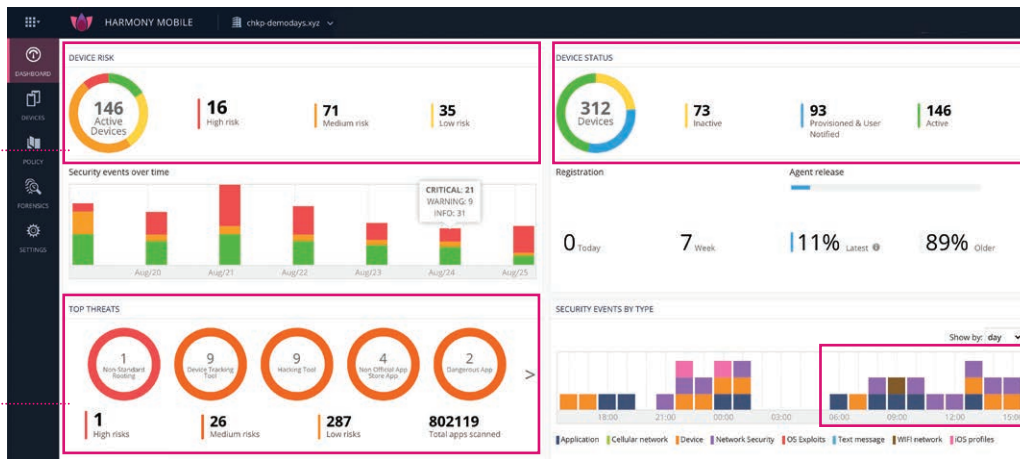 HARMONY MOBILE
chkp-demodays.xyz
DASHBOARD
DEVICES
POLICY
FORENSICS
SETTINGS
DEVICE RISK
146
Active
Devices
16
High risk
71
Medium risk
35
Low risk
DEVICE STATUS
312
Devices
73
Inactive
93
Provisioned & User
Notified
146
Active
Security events over time
CRITICAL: 21
WARNING: 9
INFO: 31
Aug/20 Aug/21 Aug/22 Aug/23 Aug/24 Aug/25
Registration
0 Today
7 Week
Agent release
11% Latest
89% Older
TOP THREATS
1
Non Standard
Rooting
9
Device Tracking
Tool
9
Hacking Tool
4
Non Official App
Store App
2
Dangerous App
>
1
High risks
26
Medium risks
287
Low risks
802119
Total apps scanned
SECURITY EVENTS BY TYPE
Show by: day
18:00 21:00 00:00 03:00 06:00 09:00 12:00 15:00
Application Cellular network Device Network Security OS Exploits Text message WIFI network iOS profiles